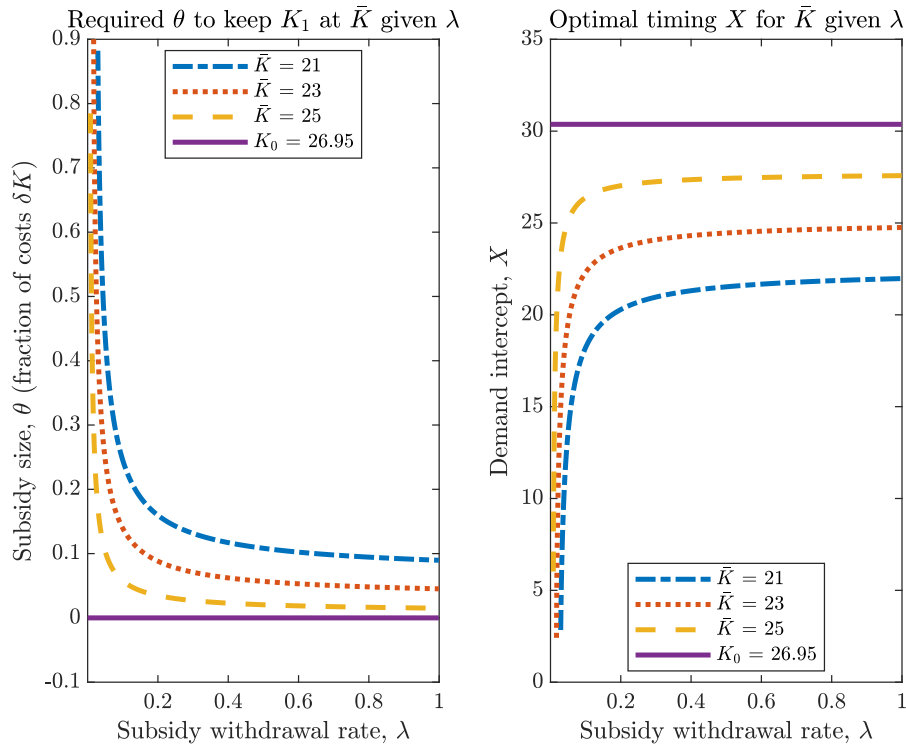 Required θ to keep K₁ at K̄ given λ
0.9
0.8
0.7
0.6
0.5
0.4
0.3
0.2
0.1
0
-0.1
Subsidy size, θ (fraction of costs δK)
K̄ = 21
K̄ = 23
K̄ = 25
K₀ = 26.95
0.2
0.4
0.6
0.8
1
Subsidy withdrawal rate, λ
Optimal timing X for K̄ given λ
35
30
25
20
15
10
5
0
Demand intercept, X
K̄ = 21
K̄ = 23
K̄ = 25
K₀ = 26.95
0.2
0.4
0.6
0.8
1
Subsidy withdrawal rate, λ